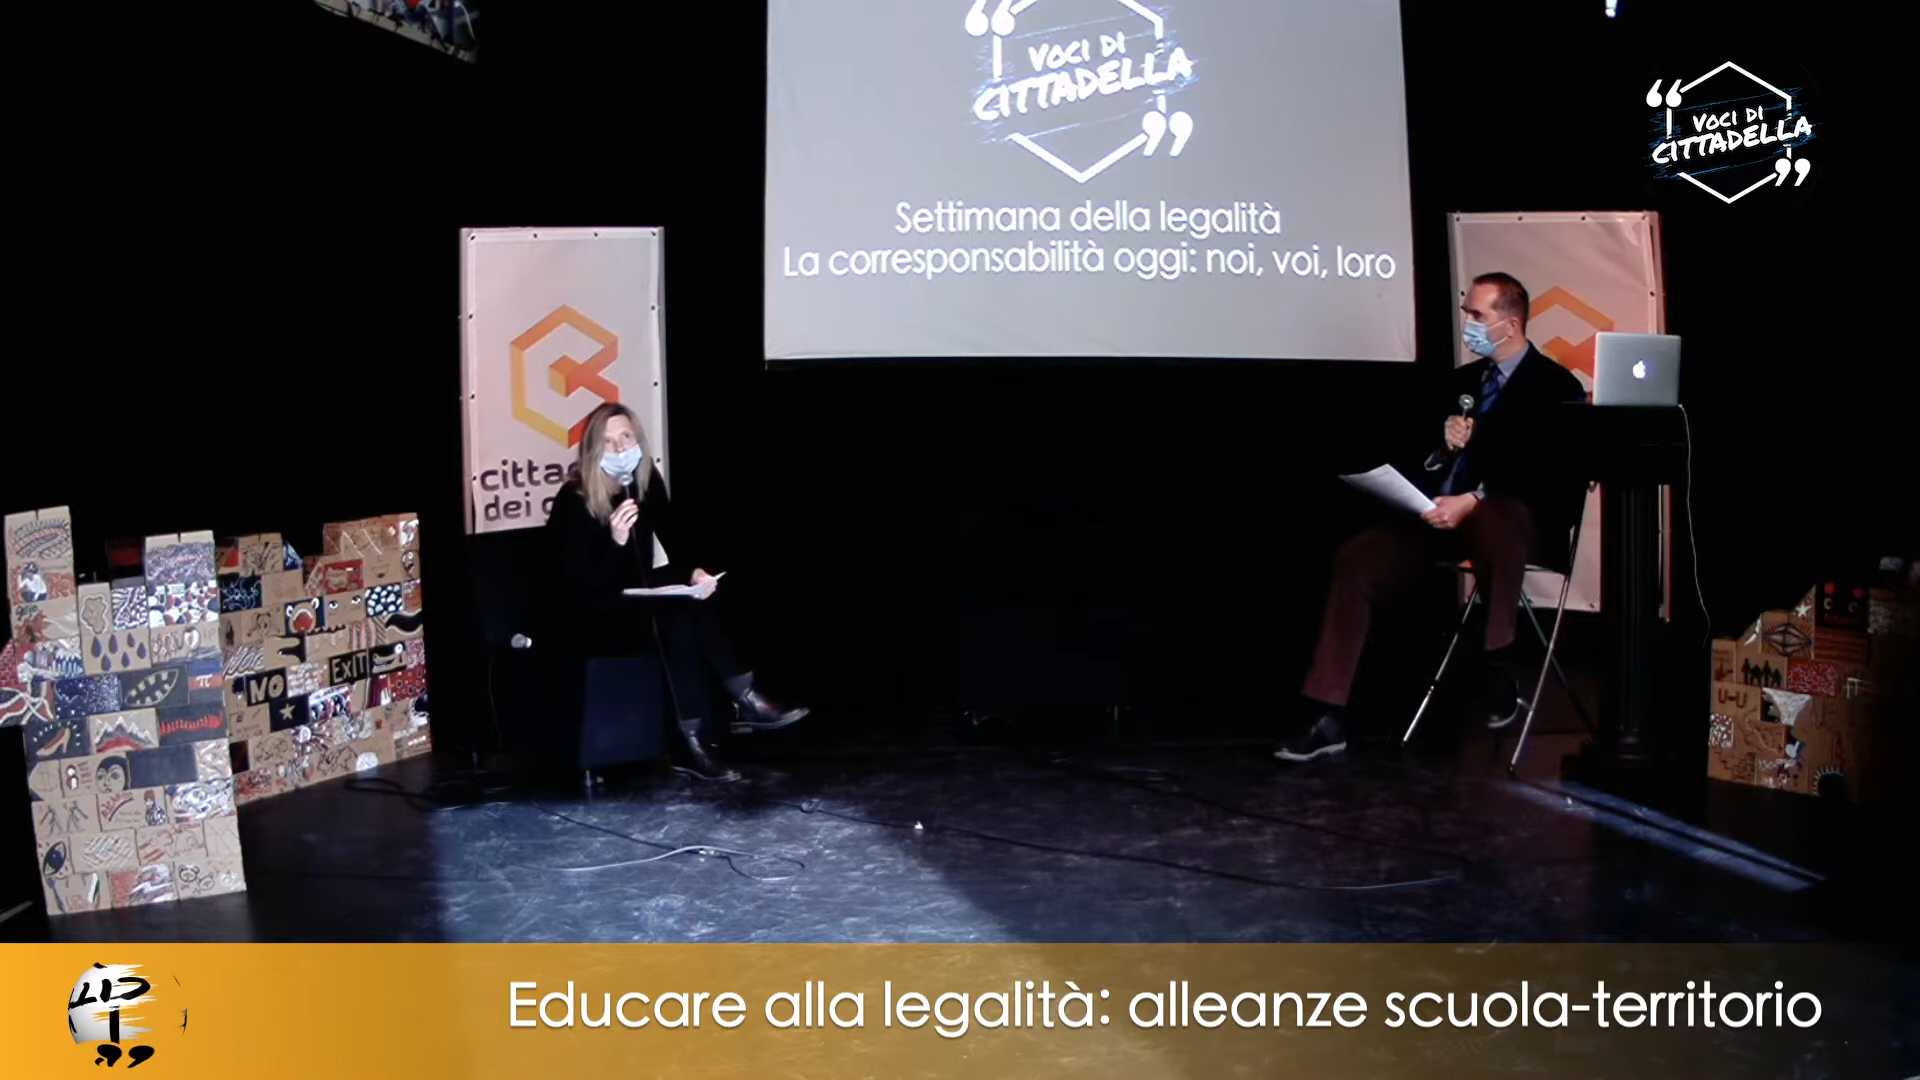 VOCI DI
CITTADELLA
Settimana della legalità
La corresponsabilità oggi: noi, voi, loro
VOCI DI
CITTADELLA
dei
NO
EXIT
Educare alla legalità: alleanze scuola-territorio